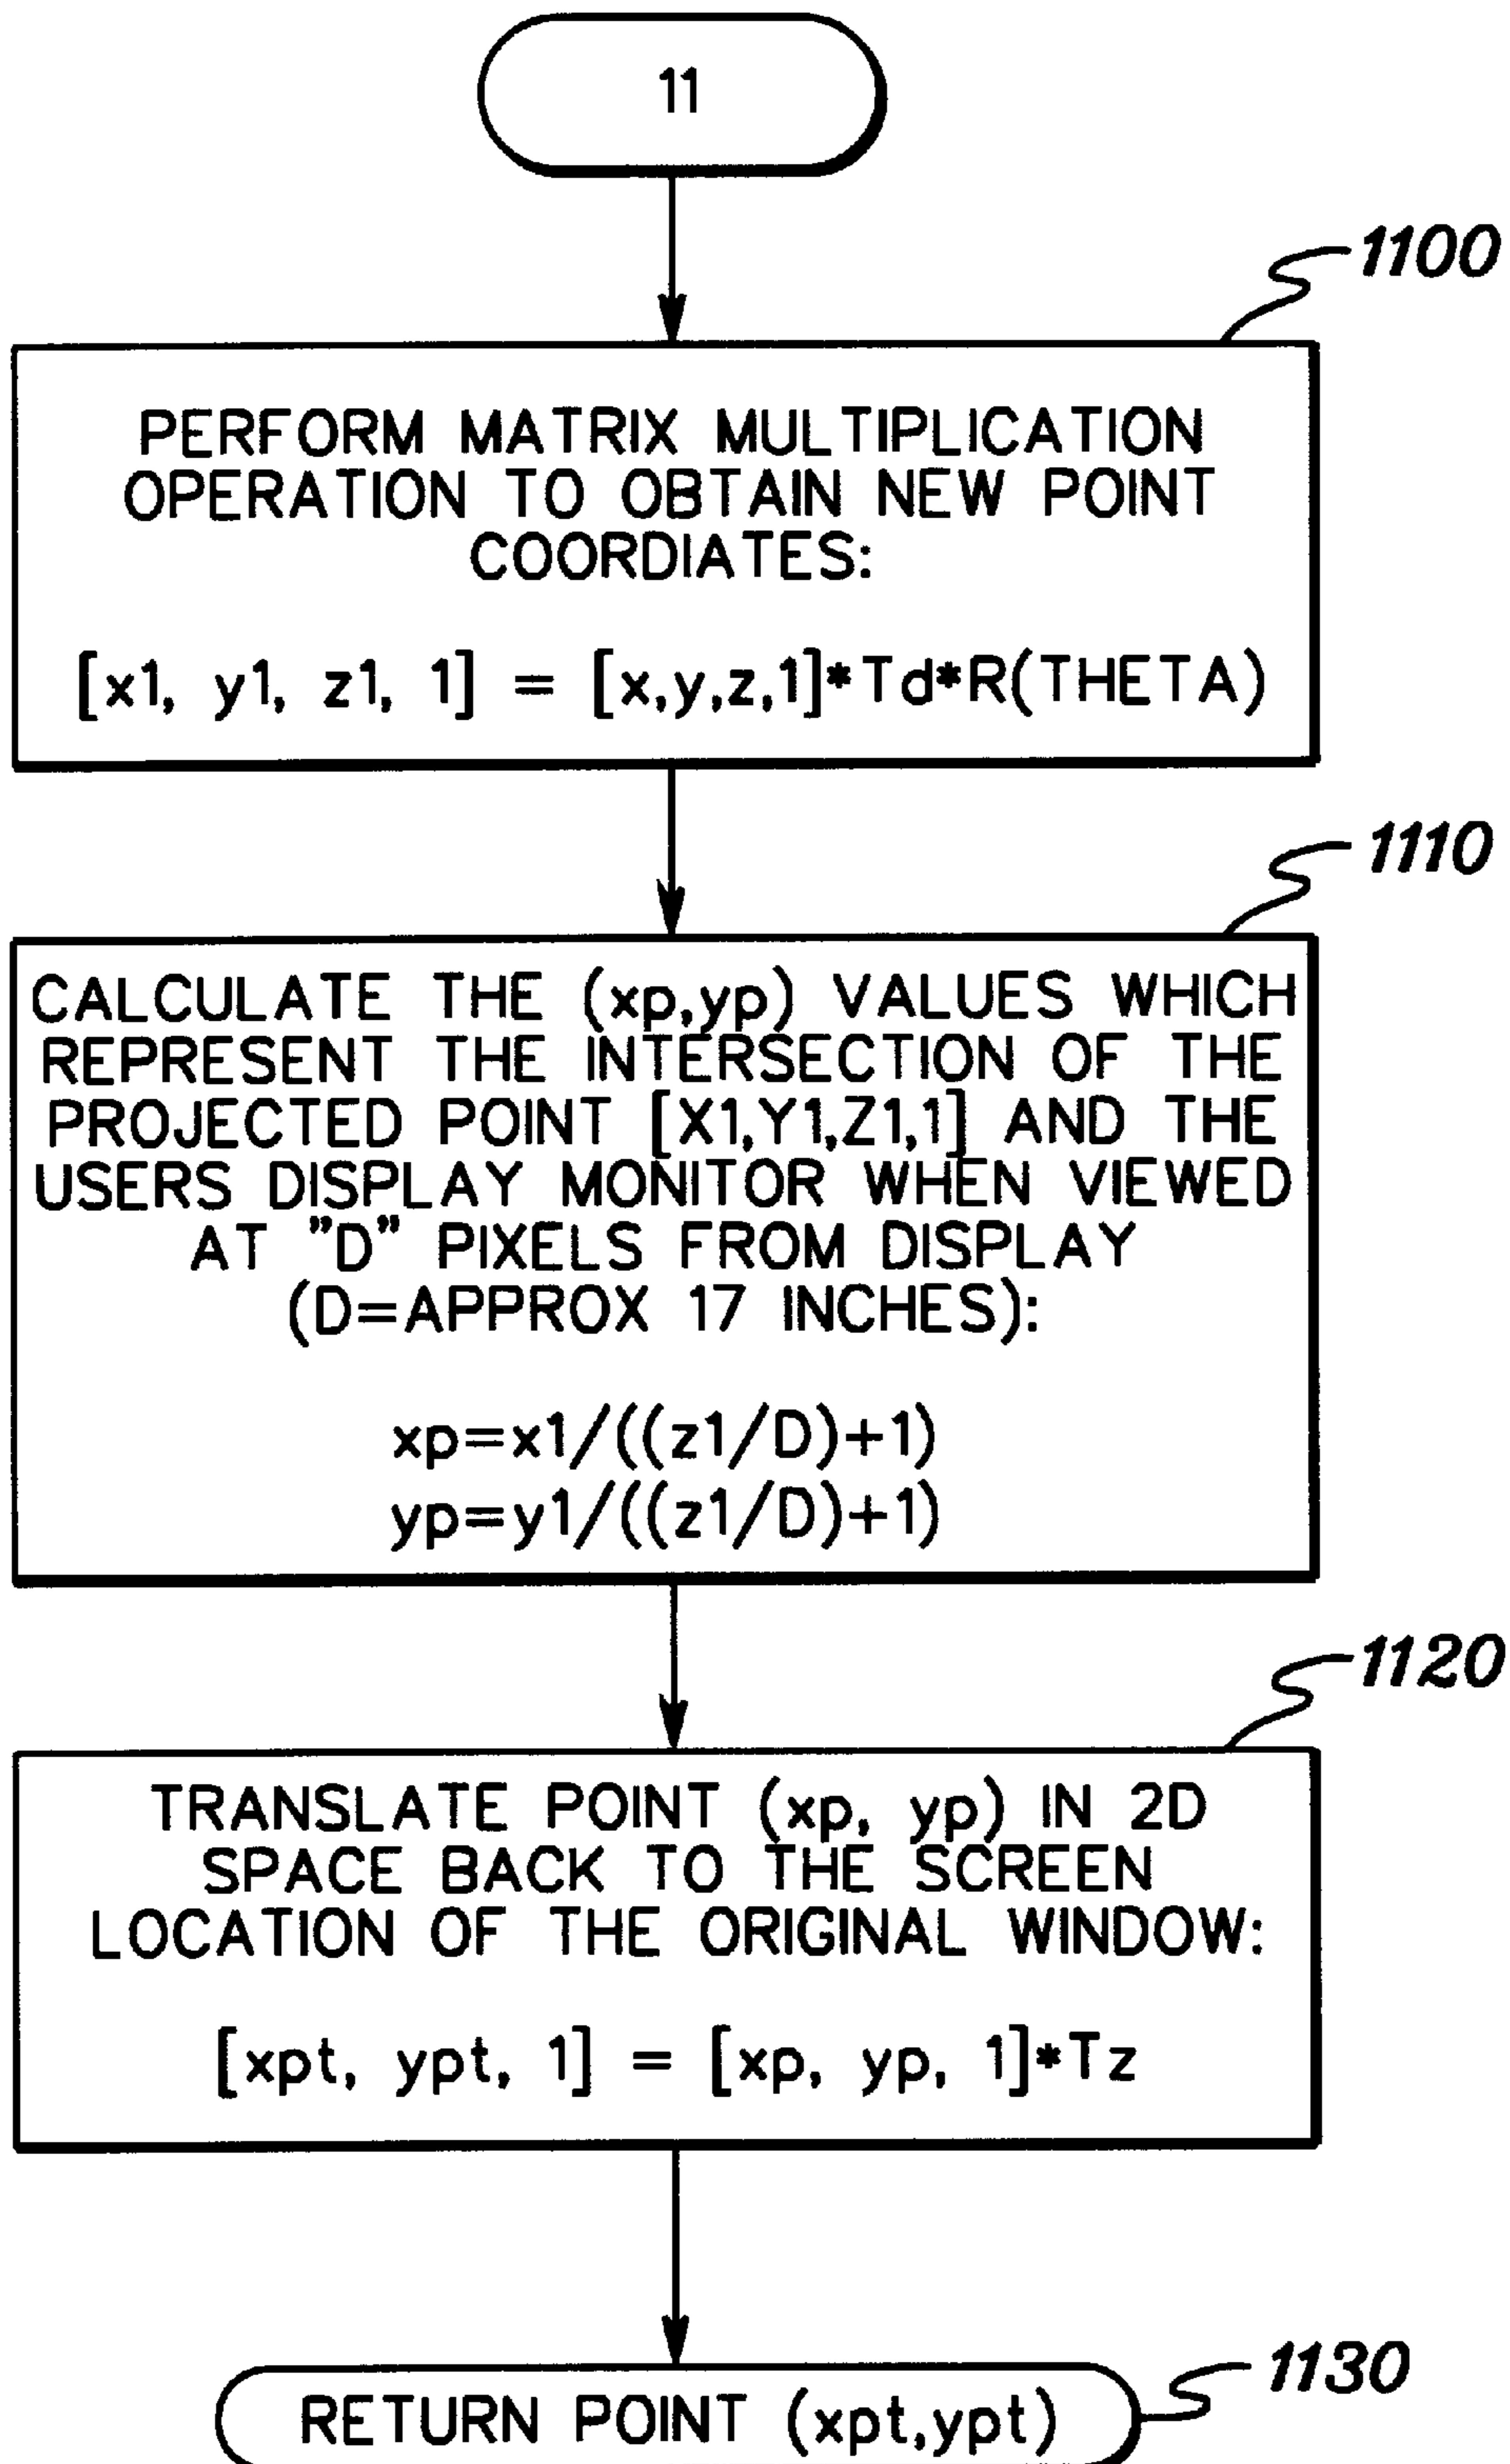 11
1100
PERFORM MATRIX MULTIPLICATION
OPERATION TO OBTAIN NEW POINT
COORDIATES:
[x1, y1, z1, 1] = [x,y,z,1]*Td*R(THETA)
1110
CALCULATE THE (xp,yp) VALUES WHICH
REPRESENT THE INTERSECTION OF THE
PROJECTED POINT [X1,Y1,Z1,1] AND THE
USERS DISPLAY MONITOR WHEN VIEWED
AT "D" PIXELS FROM DISPLAY
(D=APPROX 17 INCHES):
xp=x1/((z1/D)+1)
yp=y1/((z1/D)+1)
1120
TRANSLATE POINT (xp, yp) IN 2D
SPACE BACK TO THE SCREEN
LOCATION OF THE ORIGINAL WINDOW:
[xpt, ypt, 1] = [xp, yp, 1]*Tz
1130
RETURN POINT (xpt,ypt)